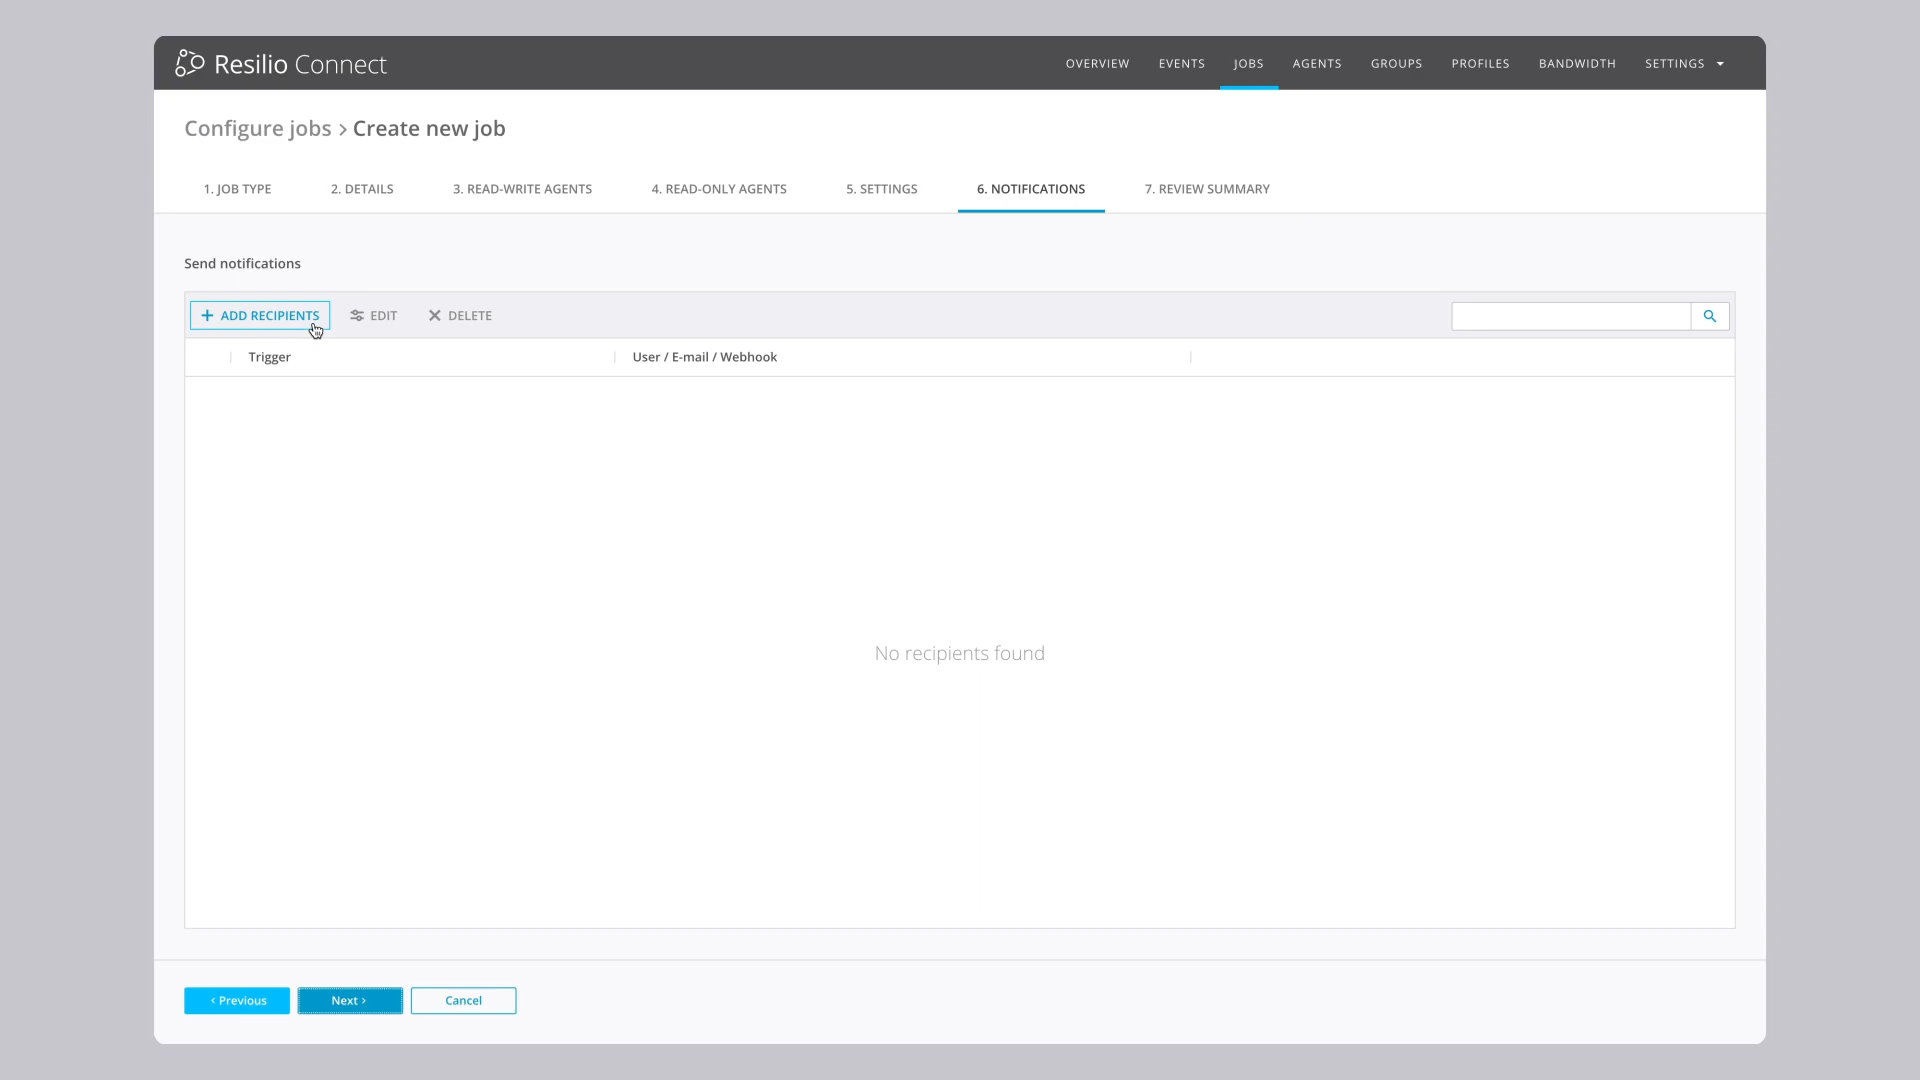 Resilio Connect
OVERVIEW EVENTS JOBS AGENTS GROUPS PROFILES BANDWIDTH SETTINGS
Configure jobs › Create new job
1. JOB TYPE 2. DETAILS 3. READ-WRITE AGENTS 4. READ-ONLY AGENTS 5. SETTINGS 6. NOTIFICATIONS 7. REVIEW SUMMARY
Send notifications
ADD RECIPIENTS EDIT DELETE
Trigger User / E-mail / Webhook
No recipients found
‹ Previous Next › Cancel